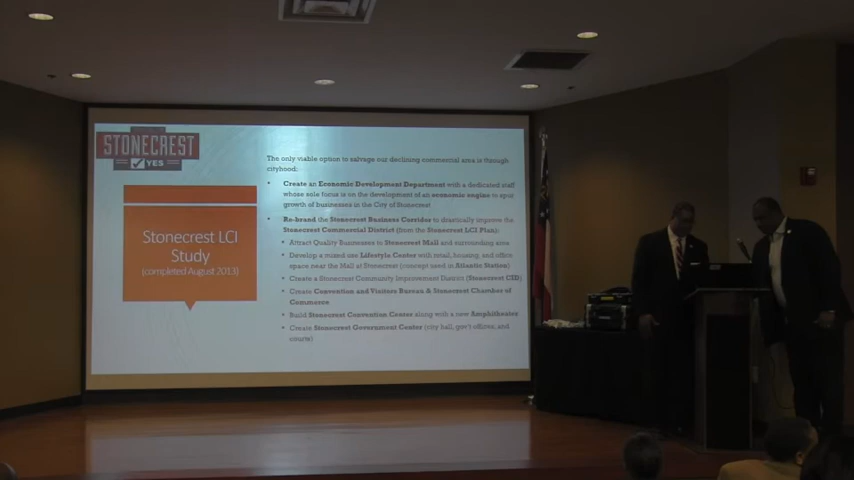 STONECREST
YES
Stonecrest LCI
Study
(completed August 2013)
The only viable option to salvage our declining commercial area is through
cityhood:
Create an Economic Development Department with a dedicated staff
whose sole focus is on the development of an economic engine to spur
growth of businesses in the City of Stonecrest
Re-brand the Stonecrest Business Corridor to drastically improve the
Stonecrest Commercial District (from the Stonecrest LCI Plan):
Attract Quality Businesses to Stonecrest Mall and surrounding area
Develop a mixed use Lifestyle Center with retail, housing, and office
space near the Mall at Stonecrest (concept used in Atlantic Station)
Create a Stonecrest Community Improvement District (Stonecrest CID)
Create Convention and Visitors Bureau & Stonecrest Chamber of
Commerce
Build Stonecrest Convention Center along with a new Amphitheater
Create Stonecrest Government Center (city hall, gov't offices, and
courts)